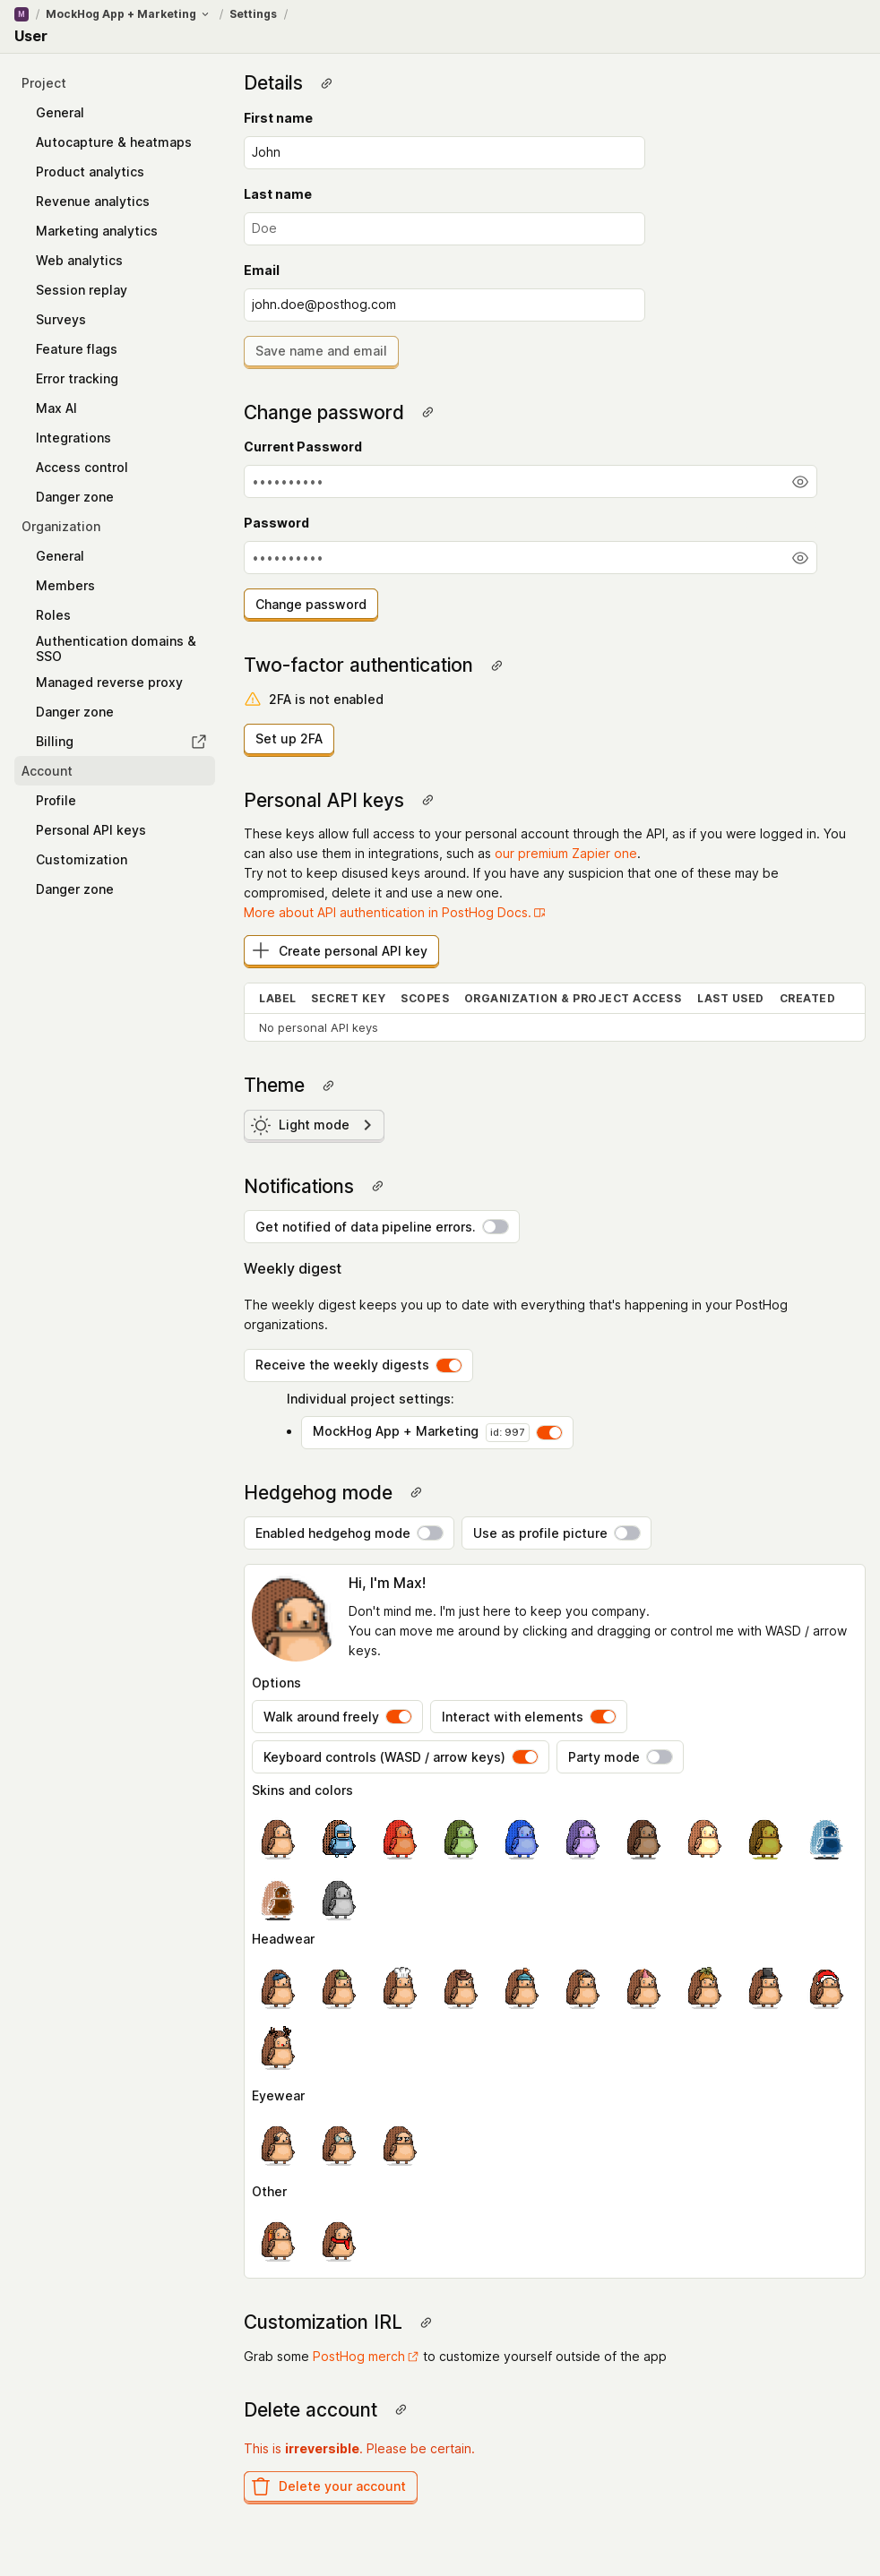 M / MockHog App + Marketing / Settings /
User
Project
General
Autocapture & heatmaps
Product analytics
Revenue analytics
Marketing analytics
Web analytics
Session replay
Surveys
Feature flags
Error tracking
Max AI
Integrations
Access control
Danger zone
Organization
General
Members
Roles
Authentication domains &
SSO
Managed reverse proxy
Danger zone
Billing
Account
Profile
Personal API keys
Customization
Danger zone
Details
First name
John
Last name
Doe
Email
john.doe@posthog.com
Save name and email
Change password
Current Password
••••••••••
Password
••••••••••
Change password
Two-factor authentication
2FA is not enabled
Set up 2FA
Personal API keys
These keys allow full access to your personal account through the API, as if you were logged in. You
can also use them in integrations, such as our premium Zapier one.
Try not to keep disused keys around. If you have any suspicion that one of these may be
compromised, delete it and use a new one.
More about API authentication in PostHog Docs.
Create personal API key
LABEL SECRET KEY SCOPES ORGANIZATION & PROJECT ACCESS LAST USED CREATED
No personal API keys
Theme
Light mode
Notifications
Get notified of data pipeline errors.
Weekly digest
The weekly digest keeps you up to date with everything that's happening in your PostHog
organizations.
Receive the weekly digests
Individual project settings:
• MockHog App + Marketing id: 997
Hedgehog mode
Enabled hedgehog mode Use as profile picture
Hi, I'm Max!
Don't mind me. I'm just here to keep you company.
You can move me around by clicking and dragging or control me with WASD / arrow
keys.
Options
Walk around freely Interact with elements
Keyboard controls (WASD / arrow keys) Party mode
Skins and colors
Headwear
Eyewear
Other
Customization IRL
Grab some PostHog merch to customize yourself outside of the app
Delete account
This is irreversible. Please be certain.
Delete your account